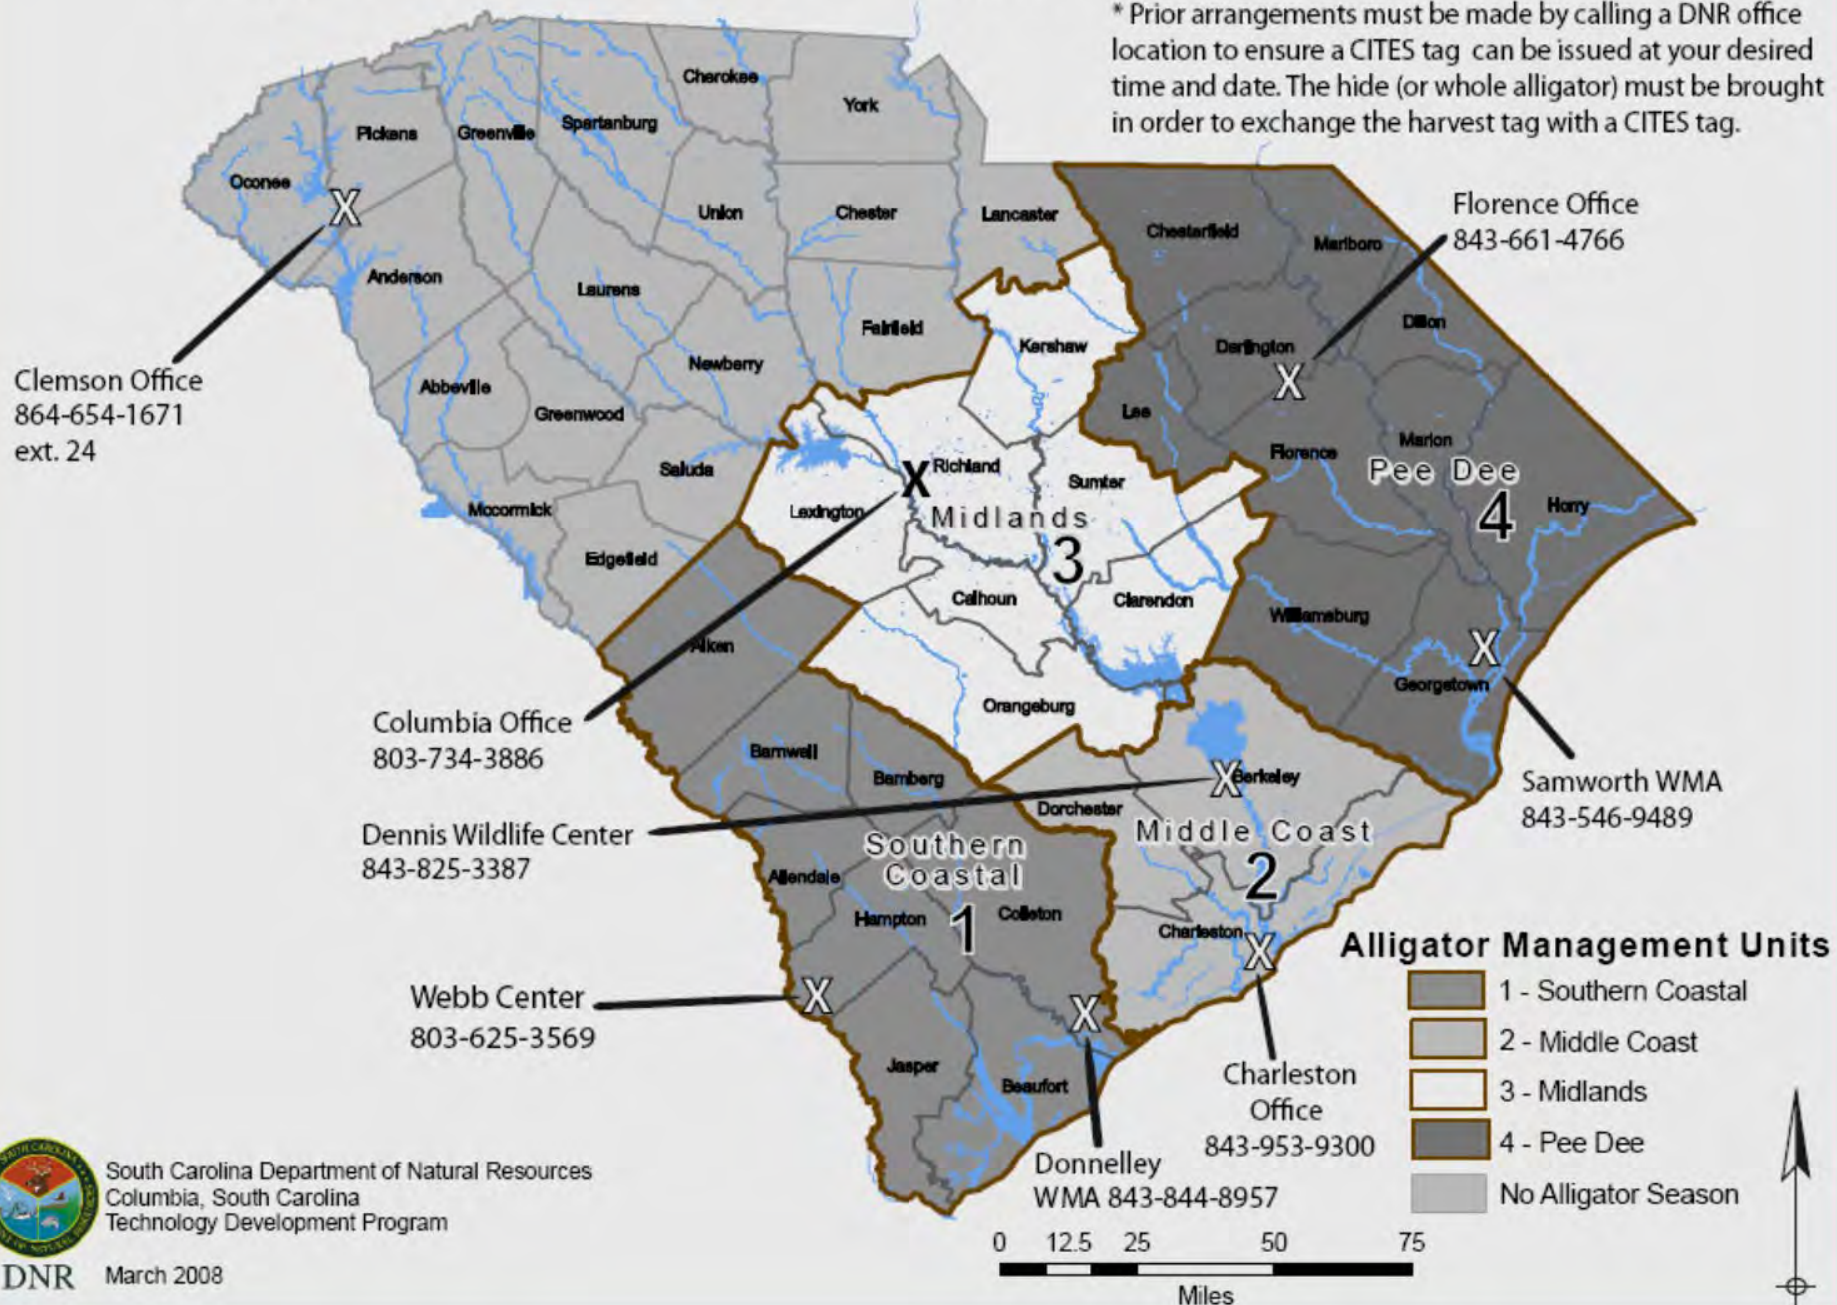 * Prior arrangements must be made by calling a DNR office
location to ensure a CITES tag can be issued at your desired
time and date. The hide (or whole alligator) must be brought
in order to exchange the harvest tag with a CITES tag.
Cherokee
York
Pickens
Greenville
Spartanburg
Oconee
X
Union
Chester
Lancaster
Chesterfield
Marlboro
Florence Office
843-661-4766
Anderson
Laurens
Fairfield
Kershaw
Darlington
Dillon
X
Newberry
Clemson Office
864-654-1671
ext. 24
Abbeville
Greenwood
Lee
Marion
Florence
Pee Dee
4
Horry
Saluda
X
Richland
Sumter
Mccormick
Lexington
Midlands
3
Edgefield
Calhoun
Clarendon
Williamsburg
Aiken
X
Georgetown
Orangeburg
Columbia Office
803-734-3886
Barnwell
Bamberg
X
Berkeley
Samworth WMA
843-546-9489
Dorchester
Dennis Wildlife Center
843-825-3387
Southern
Coastal
1
Middle Coast
2
Allendale
Hampton
Colleton
Charleston
X
Webb Center
803-625-3569
X
X
Jasper
Beaufort
Charleston
Office
843-953-9300
Donnelley
WMA 843-844-8957
Alligator Management Units
1 - Southern Coastal
2 - Middle Coast
3 - Midlands
4 - Pee Dee
No Alligator Season
South Carolina Department of Natural Resources
Columbia, South Carolina
Technology Development Program
DNR
March 2008
0 12.5 25 50 75
Miles